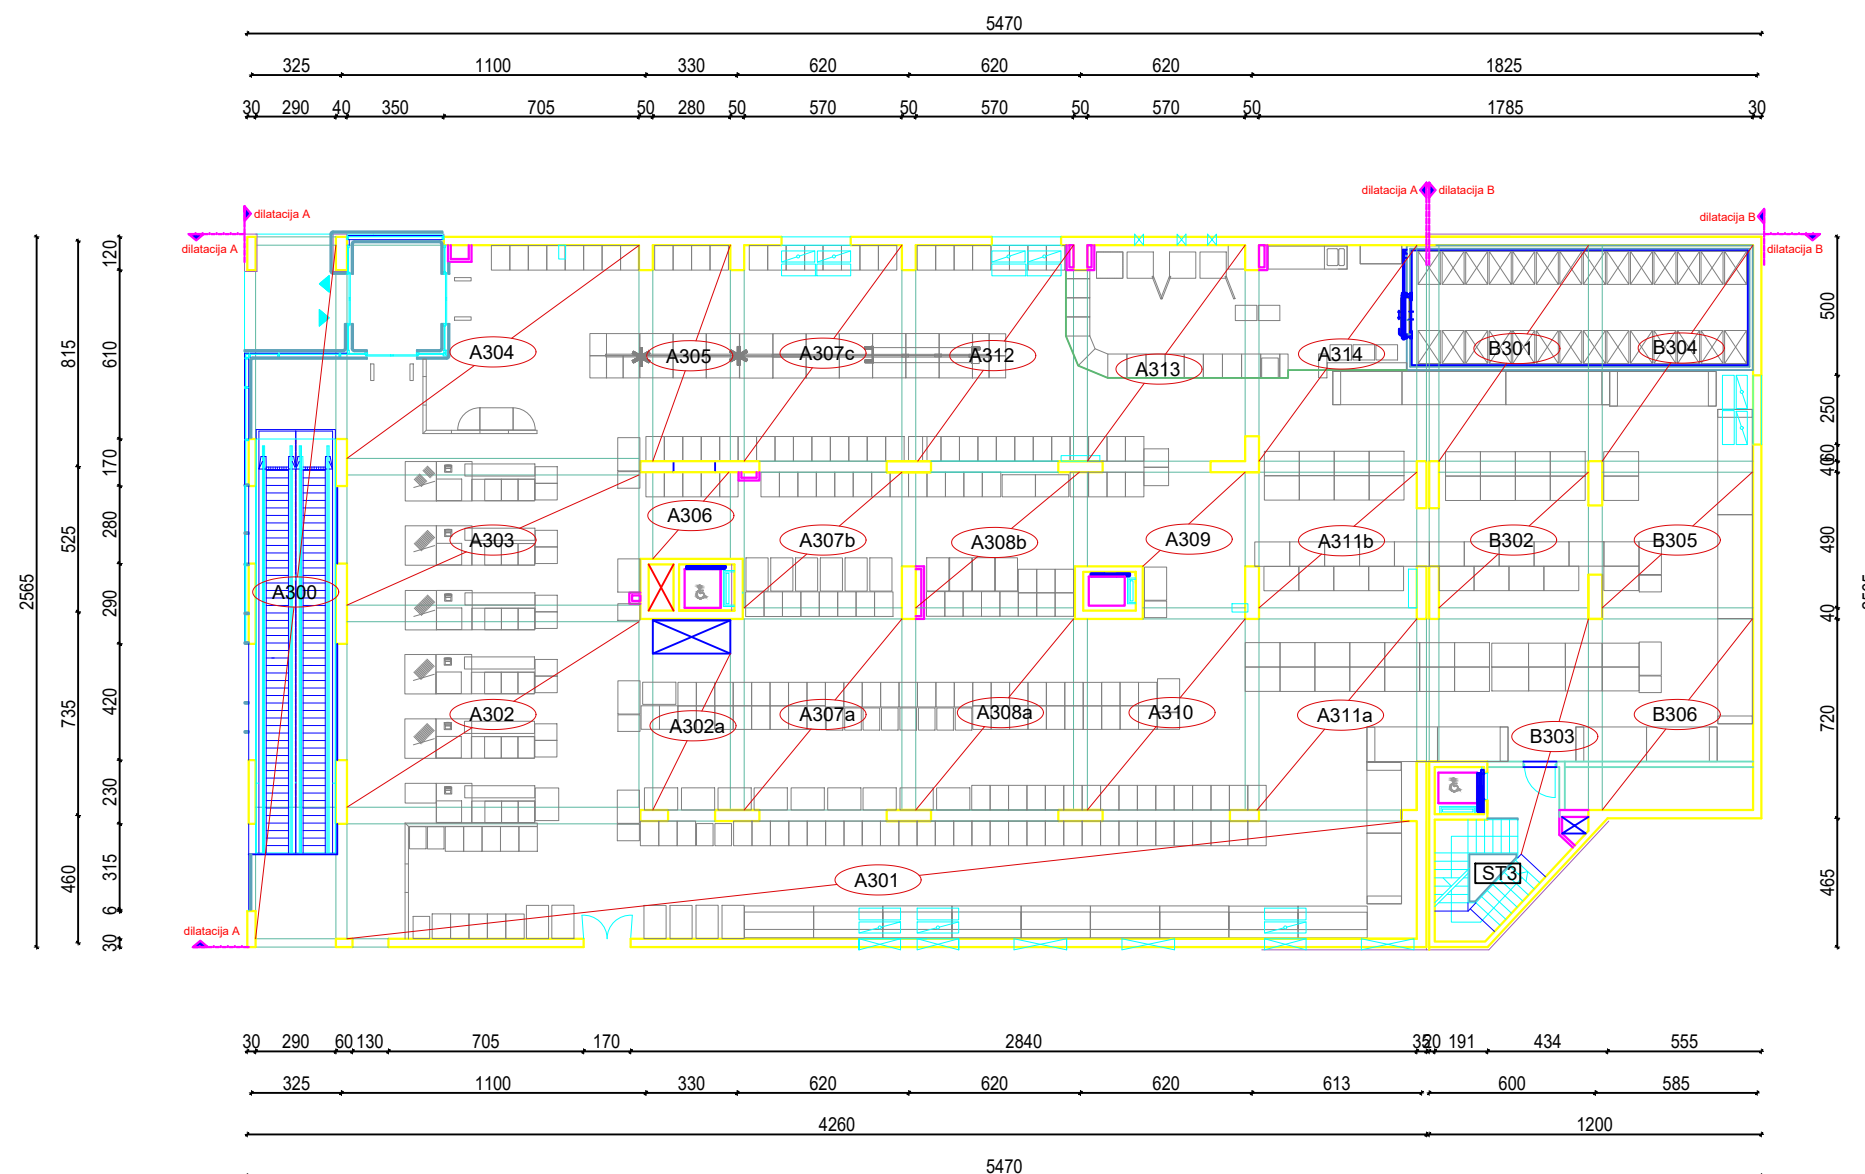 5470
325 1100 330 620 620 620 1825
30 290 40 350 705 50 280 50 570 50 570 50 570 50 1785 30
dilatacija A dilatacija B
dilatacija A dilatacija B
dilatacija A dilatacija B
2565
815 525 735 460
120 610 170 280 290 420 230 315 6 30
500 250 60 40 490 40 720 465
A304 A305 A307c A312 A313 A314 B301 B304
A306
A303 A307b A308b A309 A311b B302 B305
A300
A302 A302a A307a A308a A310 A311a B303 B306
A301 ST3
dilatacija A
30 290 60 130 705 170 2840 35 20 191 434 555
325 1100 330 620 620 620 613 600 585
4260 1200
5470